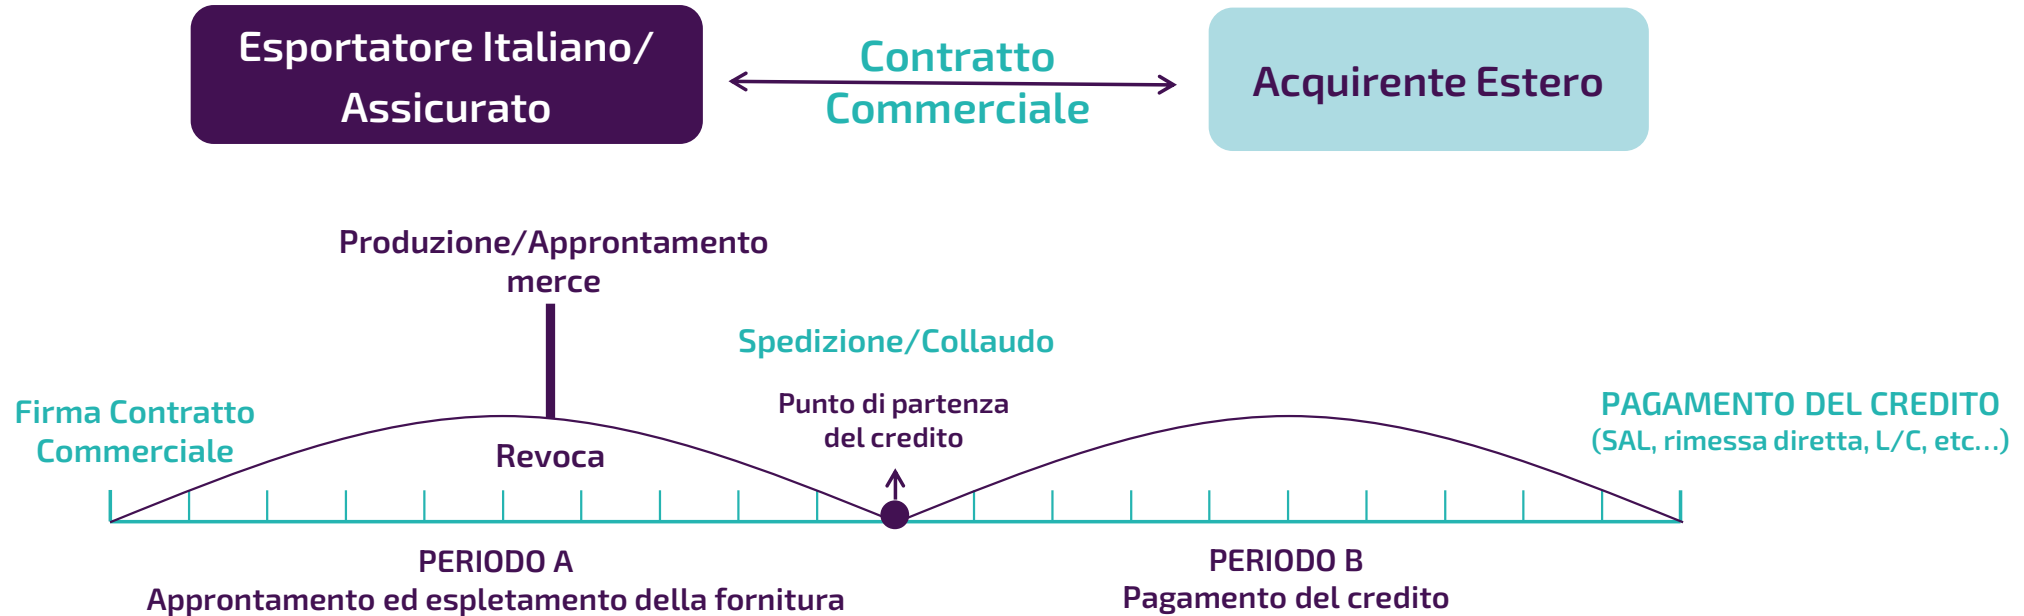 Esportatore Italiano/
Assicurato
Contratto
Commerciale
Acquirente Estero
Produzione/Approntamento
merce
Spedizione/Collaudo
Firma Contratto
Commerciale
Revoca
Punto di partenza
del credito
PAGAMENTO DEL CREDITO
(SAL, rimessa diretta, L/C, etc...)
PERIODO A
Approntamento ed espletamento della fornitura
PERIODO B
Pagamento del credito